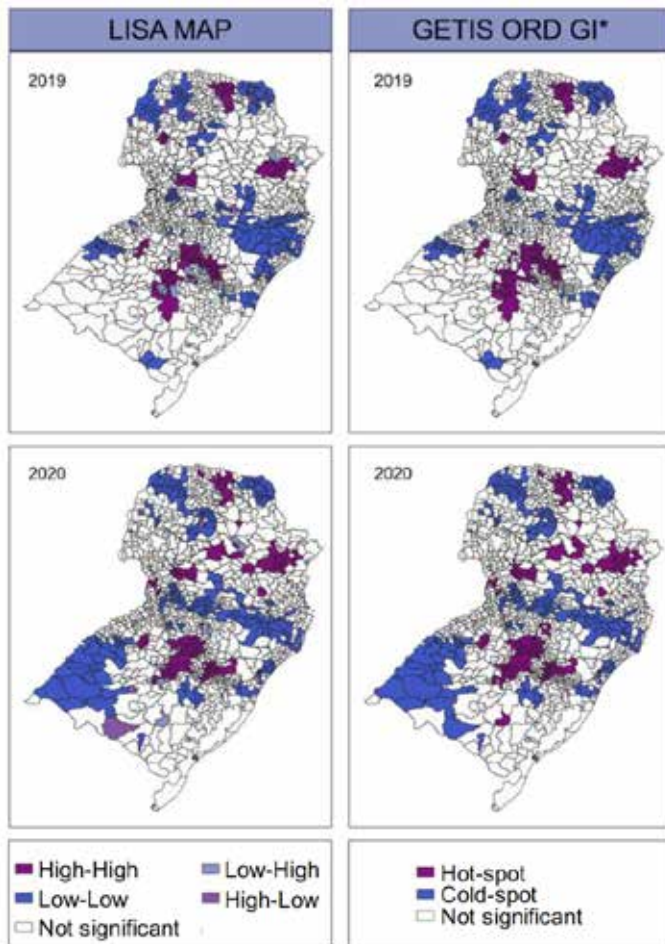 LISA MAP
GETIS ORD GI*
2019
2019
2020
2020
High-High
Low-High
Low-Low
High-Low
Not significant
Hot-spot
Cold-spot
Not significant